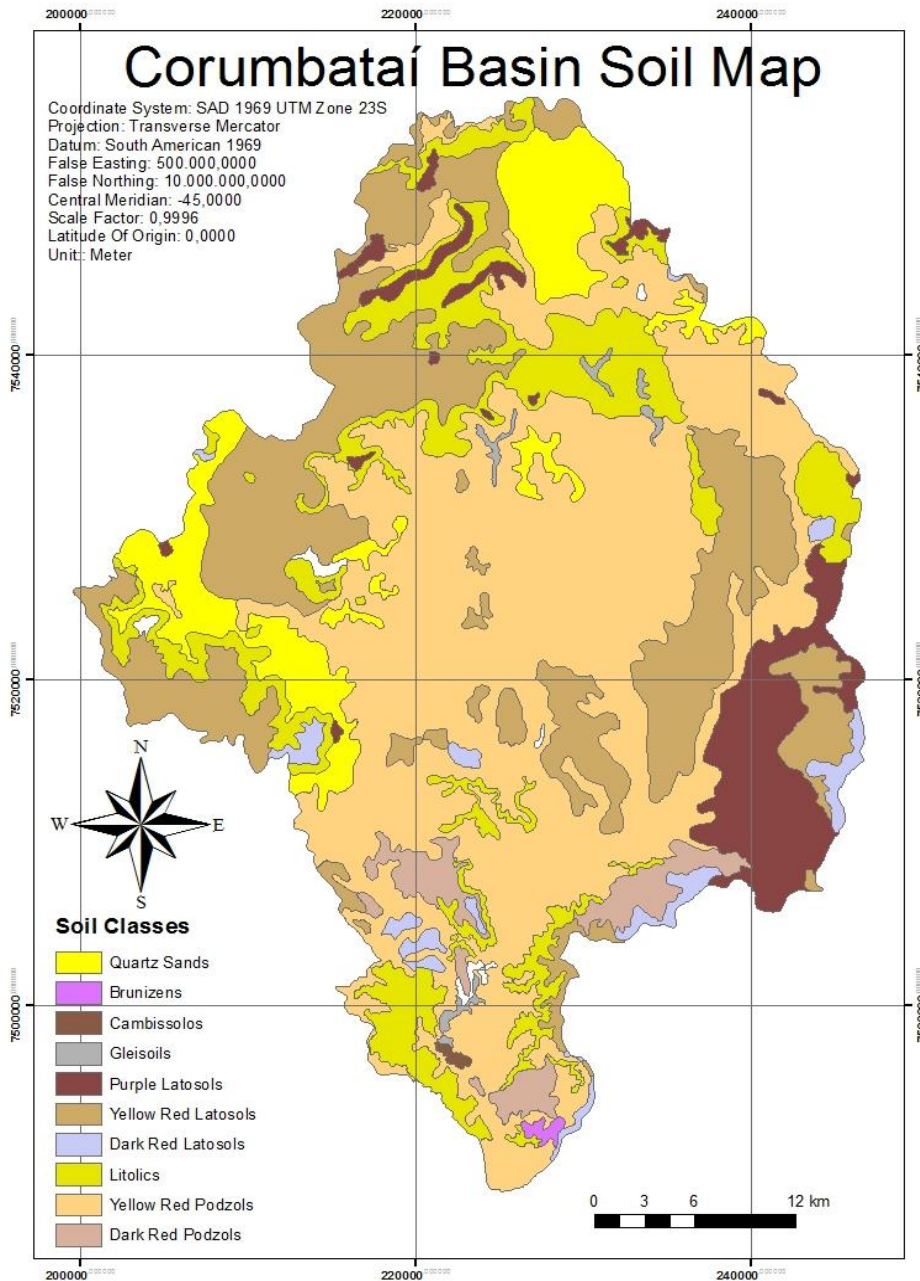 200000
220000
240000
Corumbataí Basin Soil Map
Coordinate System: SAD 1969 UTM Zone 23S
Projection: Transverse Mercator
Datum: South American 1969
False Easting: 500.000,0000
False Northing: 10.000.000,0000
Central Meridian: -45,0000
Scale Factor: 0,9996
Latitude Of Origin: 0,0000
Unit:: Meter
7540000
7520000
N
W
E
S
Soil Classes
Quartz Sands
Brunizens
Cambissolos
Gleisoils
Purple Latosols
Yellow Red Latosols
Dark Red Latosols
Litolics
Yellow Red Podzols
Dark Red Podzols
7500000
0 3 6 12 km
200000
220000
240000